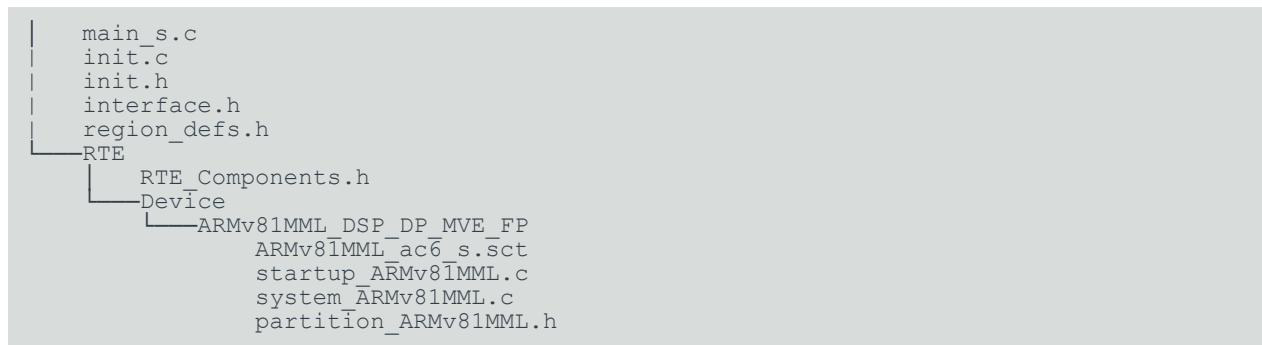 │ main_s.c
| init.c
| init.h
| interface.h
| region_defs.h
└───RTE
│ RTE_Components.h
└───Device
└───ARMv81MML_DSP_DP_MVE_FP
ARMv81MML_ac6_s.sct
startup_ARMv81MML.c
system_ARMv81MML.c
partition_ARMv81MML.h